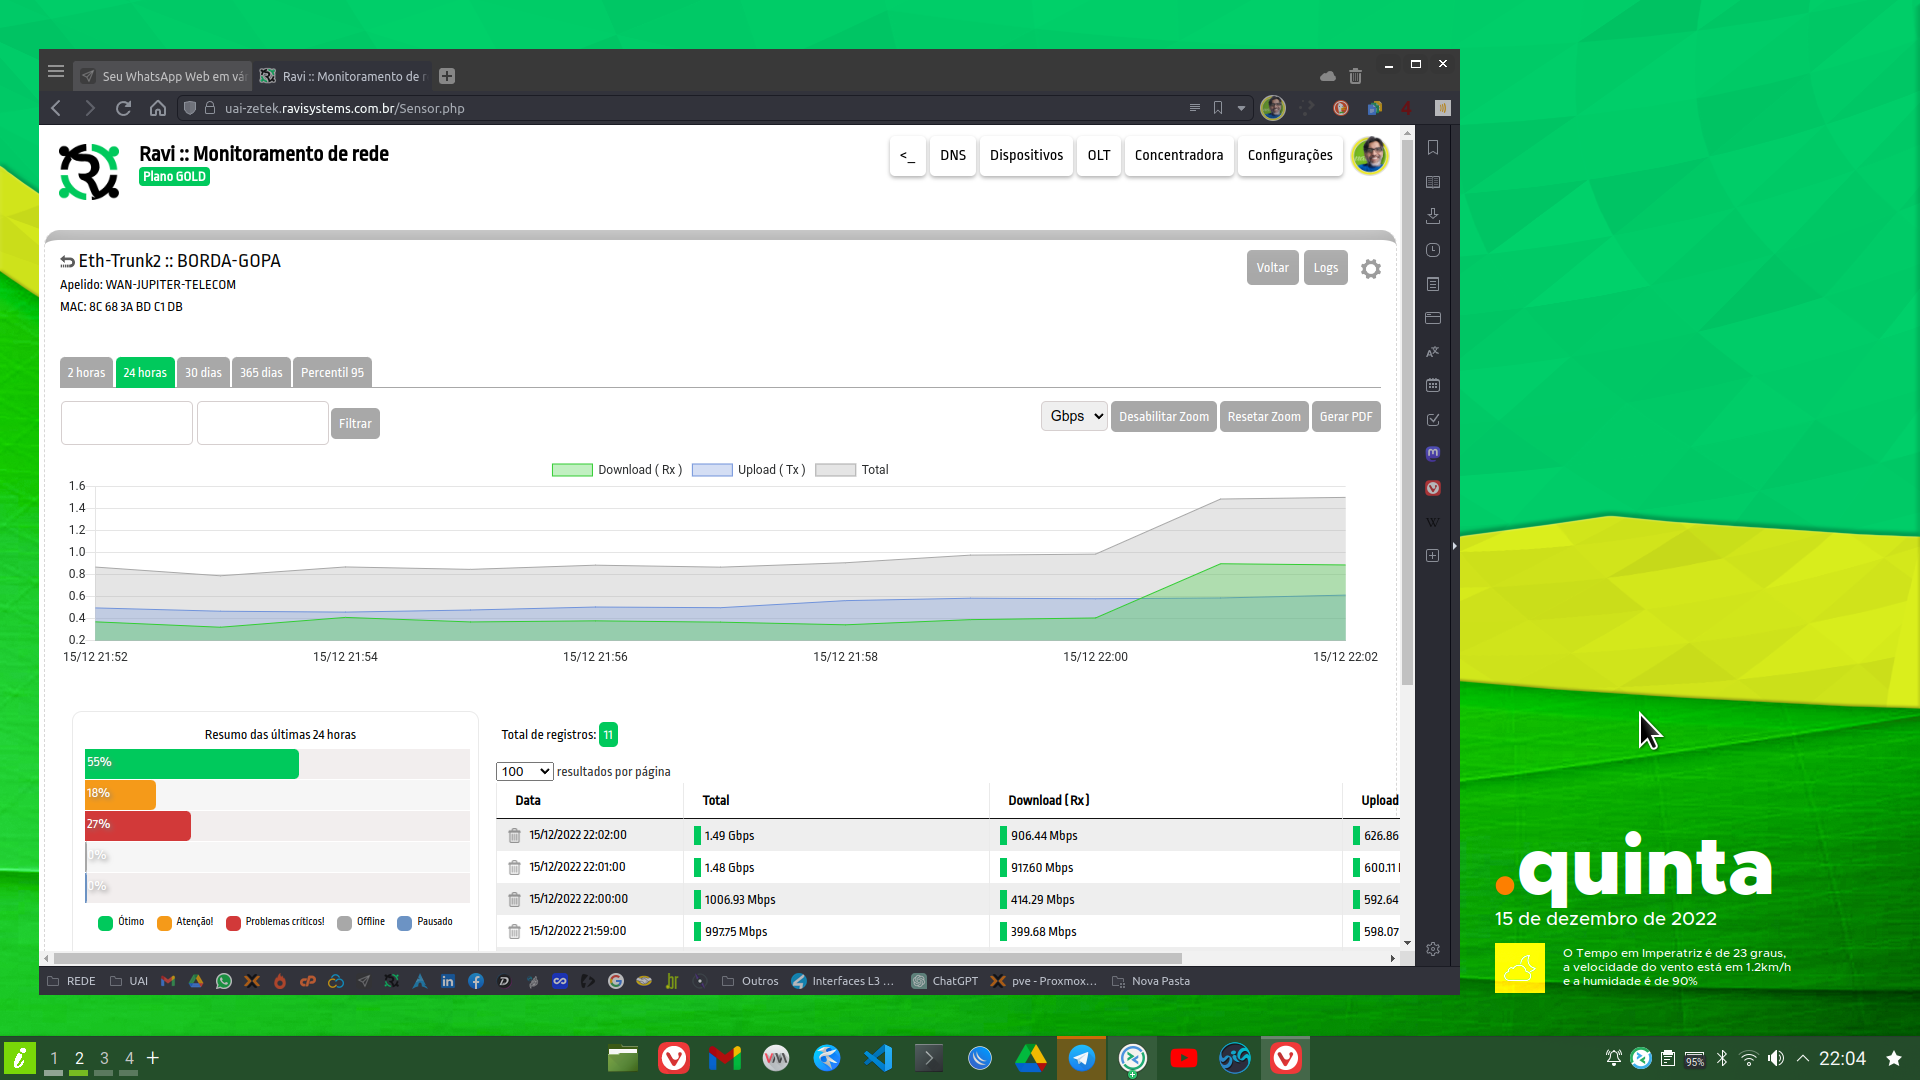 Seu WhatsApp Web em vá
Ravi :: Monitoramento de r
uai-zetek.ravisystems.com.br/Sensor.php
Ravi :: Monitoramento de rede
Plano GOLD
<_
DNS
Dispositivos
OLT
Concentradora
Configurações
Eth-Trunk2 :: BORDA-GOPA
Voltar
Logs
Apelido: WAN-JUPITER-TELECOM
MAC: 8C 68 3A BD C1 DB
2 horas
24 horas
30 dias
365 dias
Percentil 95
Filtrar
Gbps
Desabilitar Zoom
Resetar Zoom
Gerar PDF
Download ( Rx )
Upload ( Tx )
Total
1.6
1.4
1.2
1.0
0.8
0.6
0.4
0.2
15/12 21:52
15/12 21:54
15/12 21:56
15/12 21:58
15/12 22:00
15/12 22:02
Resumo das últimas 24 horas
55%
18%
27%
0%
0%
Ótimo
Atenção!
Problemas críticos!
Offline
Pausado
Total de registros: 11
100 resultados por página
Data Total Download ( Rx ) Upload
15/12/2022 22:02:00 1.49 Gbps 906.44 Mbps 626.86
15/12/2022 22:01:00 1.48 Gbps 917.60 Mbps 600.11
15/12/2022 22:00:00 1006.93 Mbps 414.29 Mbps 592.64
15/12/2022 21:59:00 997.75 Mbps 399.68 Mbps 598.07
REDE
UAI
Outros
Interfaces L3 ...
ChatGPT
pve - Proxmox...
Nova Pasta
.quinta
15 de dezembro de 2022
O Tempo em Imperatriz é de 23 graus,
a velocidade do vento está em 1.2km/h
e a humidade é de 90%
1 2 3 4 +
95%
22:04